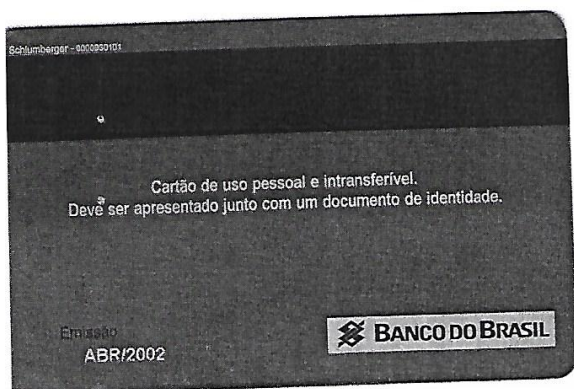 Schlumberger - 0000950101
Cartão de uso pessoal e intransferível.
Deve ser apresentado junto com um documento de identidade.
Emissão
ABR/2002
BANCO DO BRASIL